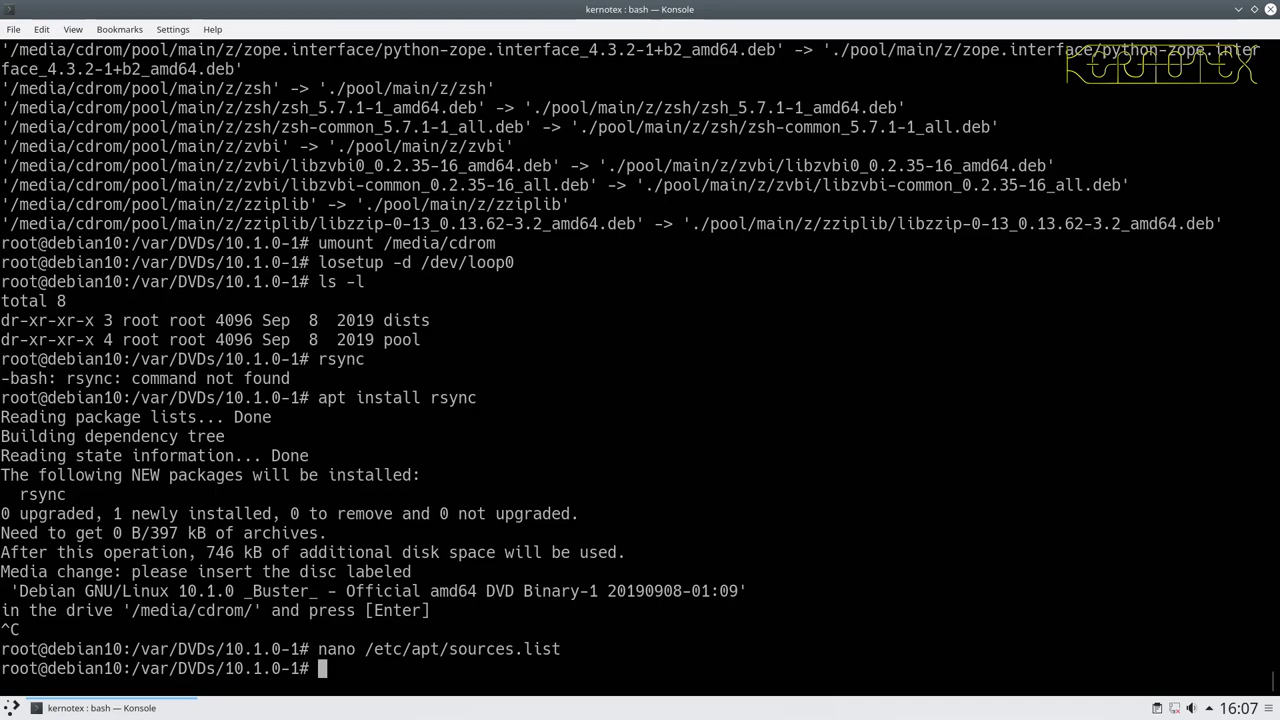 kernotex : bash — Konsole
File Edit View Bookmarks Settings Help
'/media/cdrom/pool/main/z/zope.interface/python-zope.interface_4.3.2-1+b2_amd64.deb' -> './pool/main/z/zope.interface/python-zope.inter
face_4.3.2-1+b2_amd64.deb'
KERNOTEX
'/media/cdrom/pool/main/z/zsh' -> './pool/main/z/zsh'
'/media/cdrom/pool/main/z/zsh/zsh_5.7.1-1_amd64.deb' -> './pool/main/z/zsh/zsh_5.7.1-1_amd64.deb'
'/media/cdrom/pool/main/z/zsh/zsh-common_5.7.1-1_all.deb' -> './pool/main/z/zsh/zsh-common_5.7.1-1_all.deb'
'/media/cdrom/pool/main/z/zvbi' -> './pool/main/z/zvbi'
'/media/cdrom/pool/main/z/zvbi/libzvbi0_0.2.35-16_amd64.deb' -> './pool/main/z/zvbi/libzvbi0_0.2.35-16_amd64.deb'
'/media/cdrom/pool/main/z/zvbi/libzvbi-common_0.2.35-16_all.deb' -> './pool/main/z/zvbi/libzvbi-common_0.2.35-16_all.deb'
'/media/cdrom/pool/main/z/zziplib' -> './pool/main/z/zziplib'
'/media/cdrom/pool/main/z/zziplib/libzzip-0-13_0.13.62-3.2_amd64.deb' -> './pool/main/z/zziplib/libzzip-0-13_0.13.62-3.2_amd64.deb'
root@debian10:/var/DVDs/10.1.0-1# umount /media/cdrom
root@debian10:/var/DVDs/10.1.0-1# losetup -d /dev/loop0
root@debian10:/var/DVDs/10.1.0-1# ls -l
total 8
dr-xr-xr-x 3 root root 4096 Sep  8  2019 dists
dr-xr-xr-x 4 root root 4096 Sep  8  2019 pool
root@debian10:/var/DVDs/10.1.0-1# rsync
-bash: rsync: command not found
root@debian10:/var/DVDs/10.1.0-1# apt install rsync
Reading package lists... Done
Building dependency tree
Reading state information... Done
The following NEW packages will be installed:
  rsync
0 upgraded, 1 newly installed, 0 to remove and 0 not upgraded.
Need to get 0 B/397 kB of archives.
After this operation, 746 kB of additional disk space will be used.
Media change: please insert the disc labeled
 'Debian GNU/Linux 10.1.0 _Buster_ - Official amd64 DVD Binary-1 20190908-01:09'
in the drive '/media/cdrom/' and press [Enter]
^C
root@debian10:/var/DVDs/10.1.0-1# nano /etc/apt/sources.list
root@debian10:/var/DVDs/10.1.0-1#
kernotex : bash — Konsole
16:07